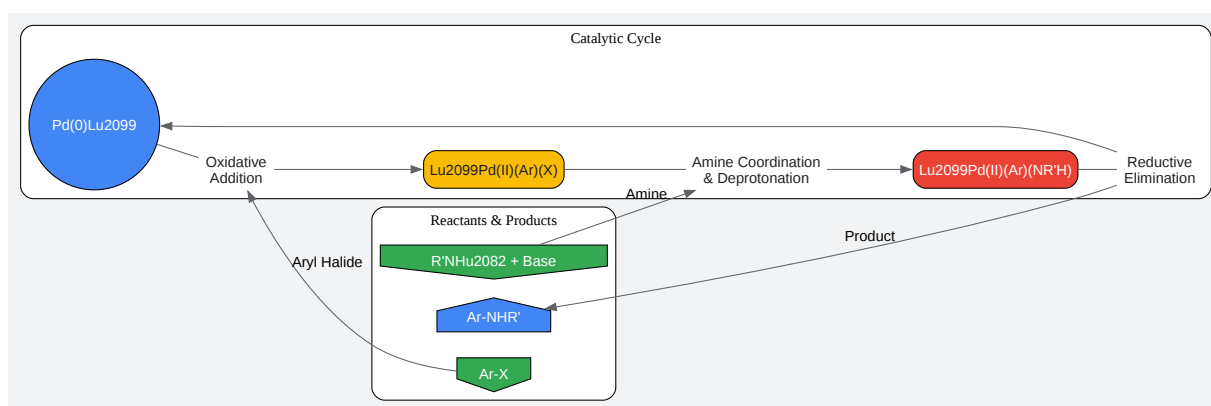 Catalytic Cycle
Pd(0)Lu2099
Oxidative
Addition
Lu2099Pd(II)(Ar)(X)
Amine Coordination
& Deprotonation
Lu2099Pd(II)(Ar)(NR'H)
Reductive
Elimination
Amine
Reactants & Products
Product
R'NHu2082 + Base
Aryl Halide
Ar-NHR'
Ar-X